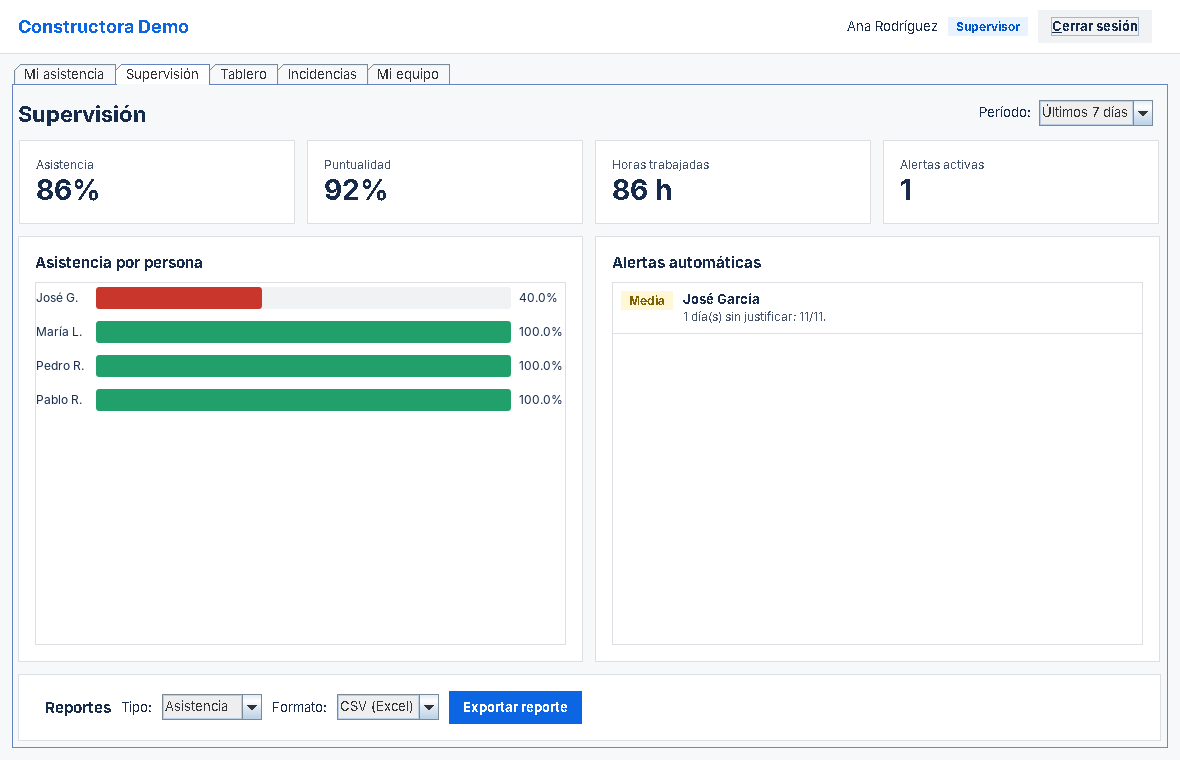 Constructora Demo
Ana Rodríguez Supervisor Cerrar sesión
Mi asistencia Supervisión Tablero Incidencias Mi equipo
Supervisión
Período: Últimos 7 días
Asistencia
86%
Puntualidad
92%
Horas trabajadas
86 h
Alertas activas
1
Asistencia por persona
José G. 40.0%
María L. 100.0%
Pedro R. 100.0%
Pablo R. 100.0%
Alertas automáticas
Media José García
1 día(s) sin justificar: 11/11.
Reportes Tipo: Asistencia Formato: CSV (Excel) Exportar reporte